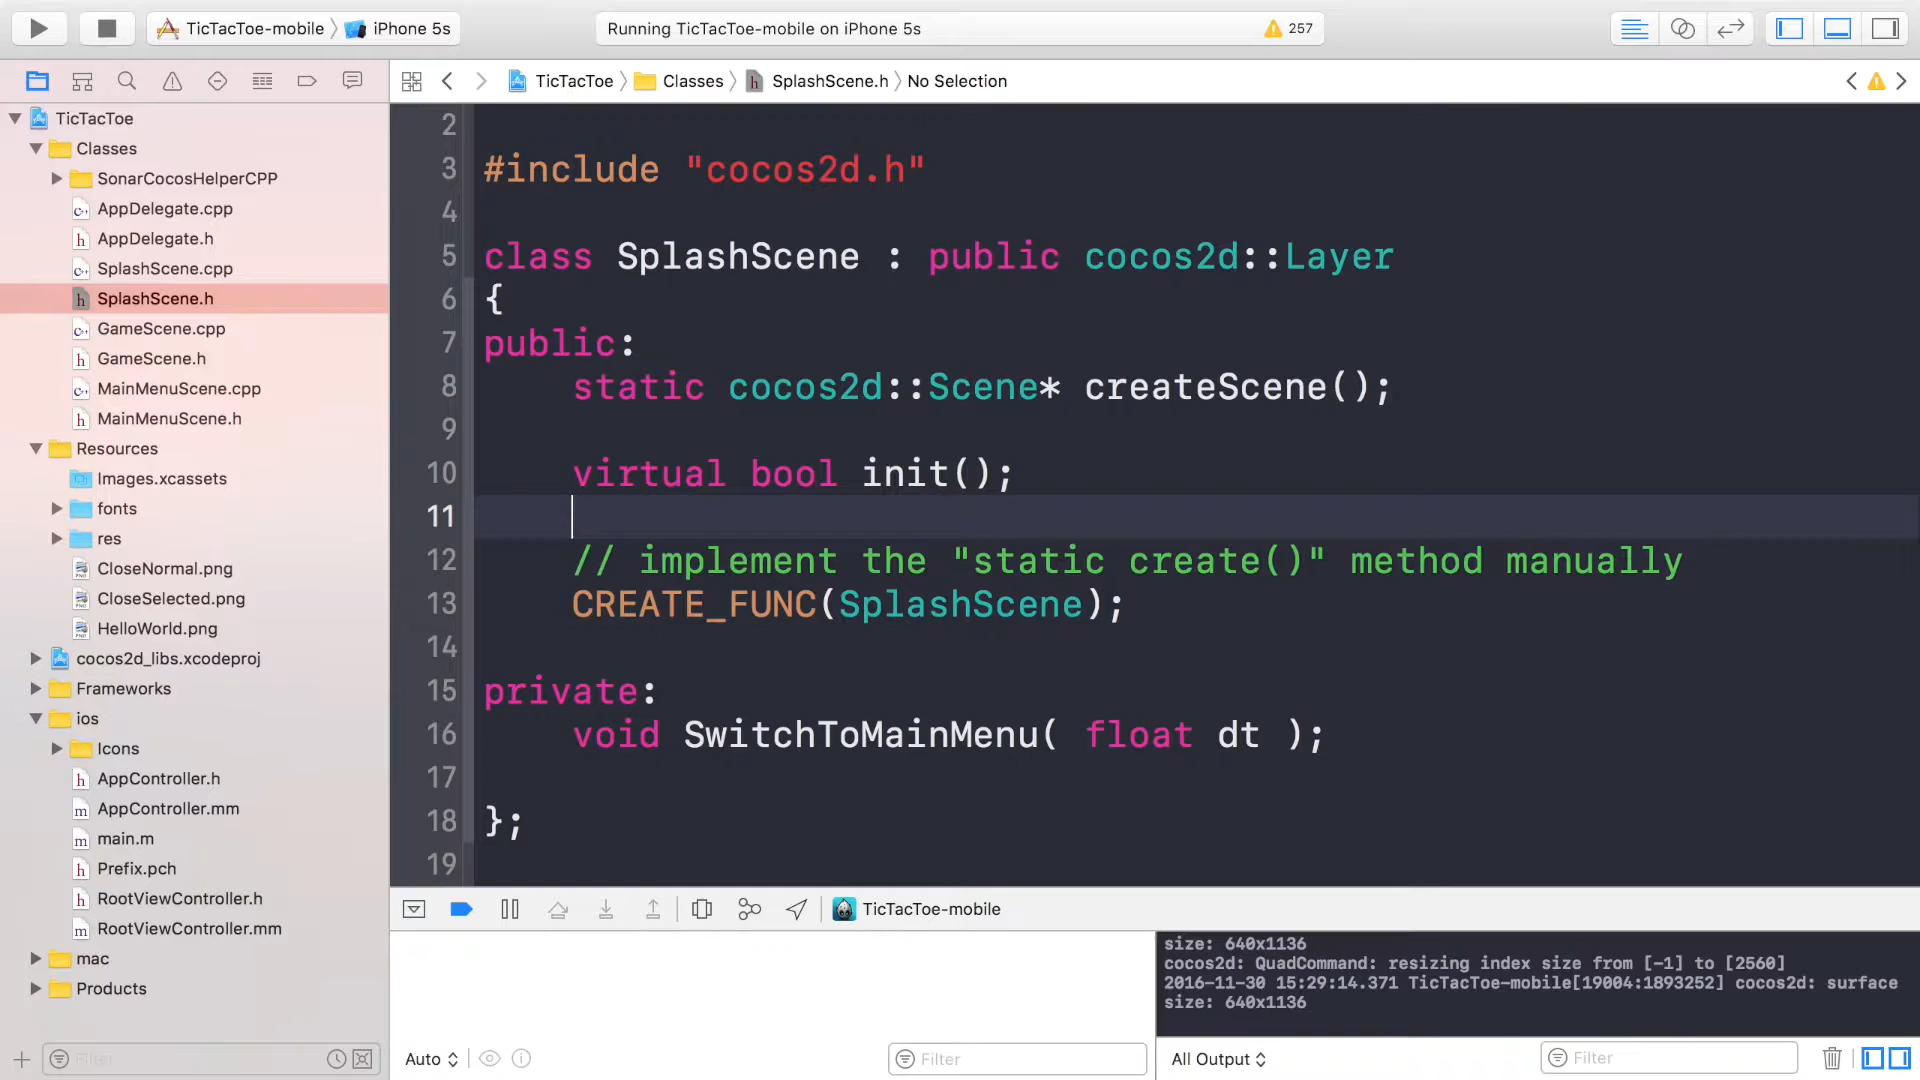 TicTacToe-mobile iPhone 5s
Running TicTacToe-mobile on iPhone 5s
257
TicTacToe Classes SplashScene.h No Selection
TicTacToe
Classes
SonarCocosHelperCPP
AppDelegate.cpp
AppDelegate.h
SplashScene.cpp
SplashScene.h
GameScene.cpp
GameScene.h
MainMenuScene.cpp
MainMenuScene.h
Resources
Images.xcassets
fonts
res
CloseNormal.png
CloseSelected.png
HelloWorld.png
cocos2d_libs.xcodeproj
Frameworks
ios
Icons
AppController.h
AppController.mm
main.m
Prefix.pch
RootViewController.h
RootViewController.mm
mac
Products
Filter
2
3 #include "cocos2d.h"
4
5 class SplashScene : public cocos2d::Layer
6 {
7 public:
8 static cocos2d::Scene* createScene();
9
10 virtual bool init();
11
12 // implement the "static create()" method manually
13 CREATE_FUNC(SplashScene);
14
15 private:
16 void SwitchToMainMenu( float dt );
17
18 };
19
TicTacToe-mobile
size: 640x1136
cocos2d: QuadCommand: resizing index size from [-1] to [2560]
2016-11-30 15:29:14.371 TicTacToe-mobile[19004:1893252] cocos2d: surface
size: 640x1136
Auto
Filter
All Output
Filter